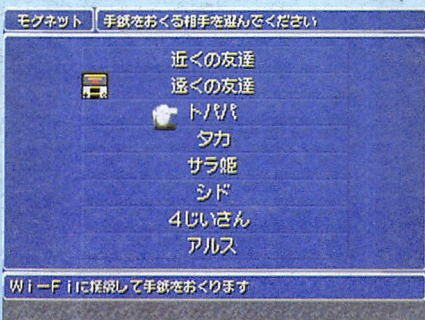 モグネット
手紙をおくる相手を選んでください
近くの友達
遠くの友達
トパパ
タカ
サラ姫
シド
4じいさん
アルス
Wi-Fiに接続して手紙をおくります